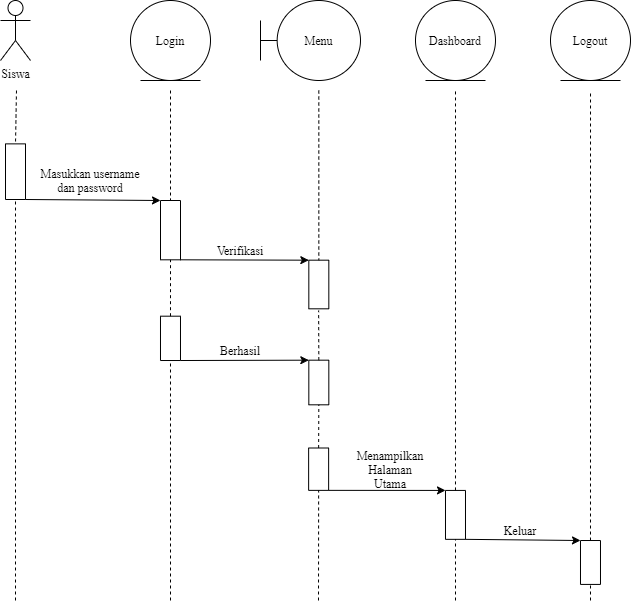 Siswa
Login
Menu
Dashboard
Logout
Masukkan username
dan password
Verifikasi
Berhasil
Menampilkan
Halaman
Utama
Keluar